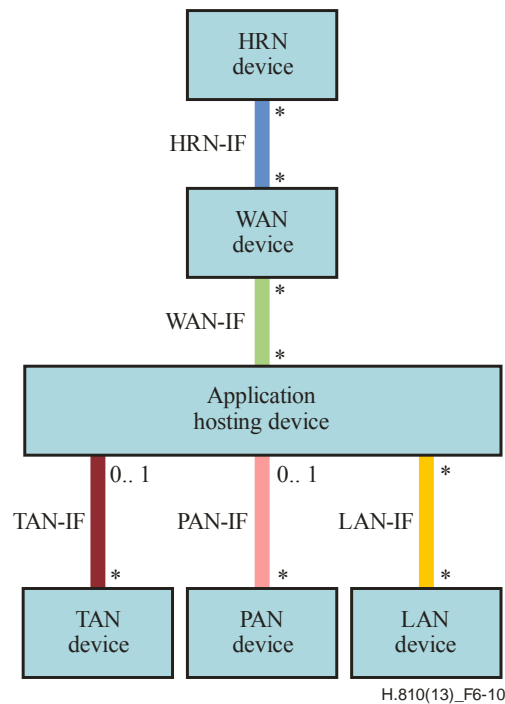 HRN
device
*
HRN-IF
*
WAN
device
*
WAN-IF
*
Application
hosting device
0.. 1
0.. 1
*
TAN-IF
PAN-IF
LAN-IF
*
*
*
TAN
device
PAN
device
LAN
device
H.810(13)_F6-10